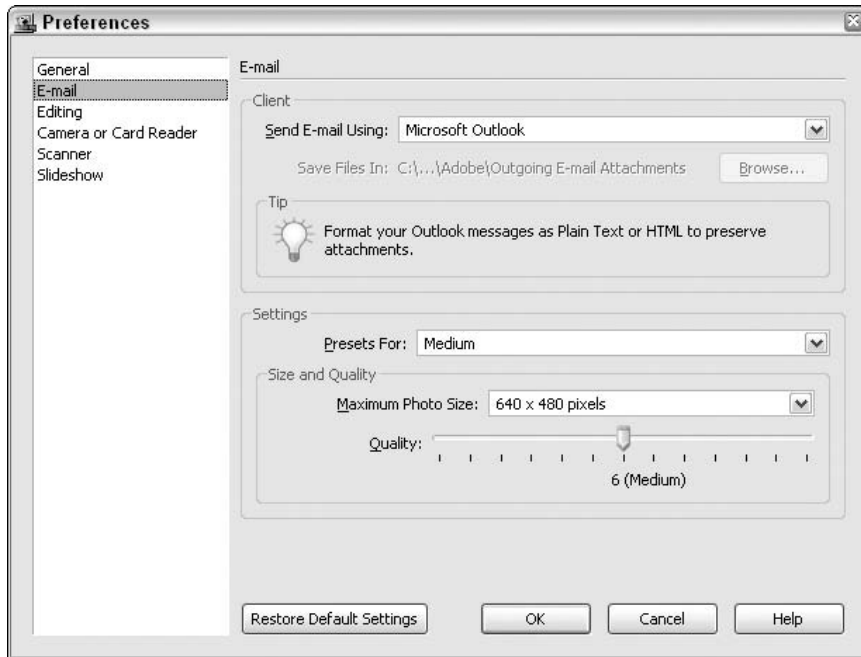 Preferences
General
E-mail
Editing
Camera or Card Reader
Scanner
Slideshow
E-mail
Client
Send E-mail Using: Microsoft Outlook
Save Files In: C:\...\Adobe\Outgoing E-mail Attachments Browse...
Tip
Format your Outlook messages as Plain Text or HTML to preserve
attachments.
Settings
Presets For: Medium
Size and Quality
Maximum Photo Size: 640 x 480 pixels
Quality:
6 (Medium)
Restore Default Settings OK Cancel Help